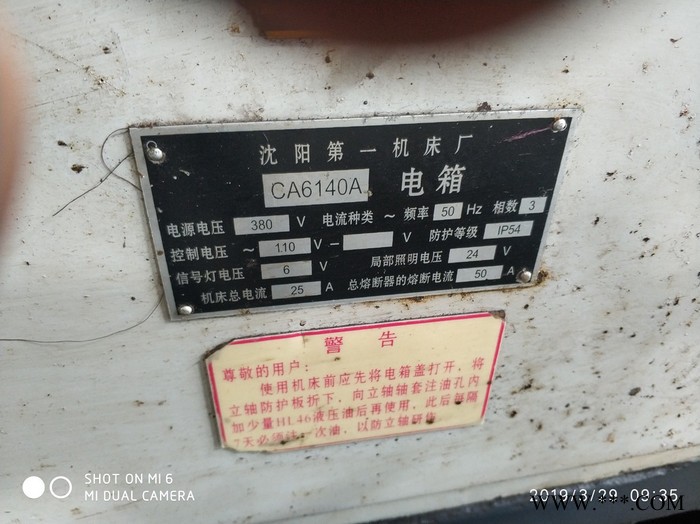 沈阳第一机床厂
CA6140A 电箱
电源电压 380 V 电流种类 ~ 频率 50 Hz 相数 3
控制电压 ~ 110 V – V 防护等级 IP54
信号灯电压 6 V 局部照明电压 24 V
机床总电流 25 A 总熔断器的熔断电流 50 A
警告
尊敬的用户:
使用机床前应先将电箱盖打开，将
立轴防护板折下，向立轴轴套注油孔内
加少量HL46液压油后再使用，此后每隔
7天必须注一次油，以防立轴研伤
SHOT ON MI 6
MI DUAL CAMERA
2019/3/29 09:35
www.***.COM